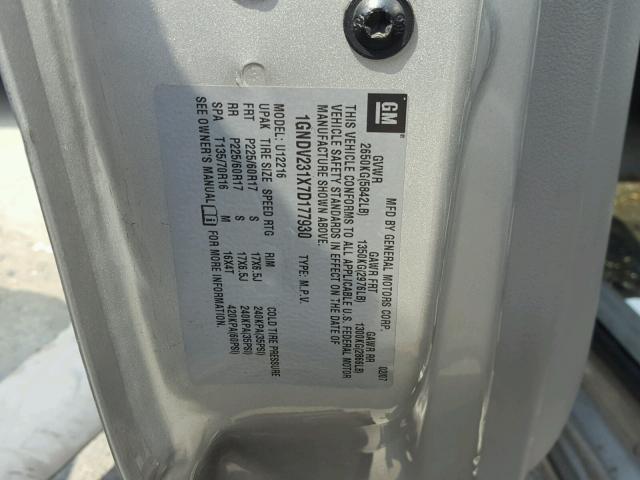 GM
MFD BY GENERAL MOTORS CORP. 02/07
GVWR GAWR FRT GAWR RR
2650KG(5842LB) 1350KG(2976LB) 1300KG(2866LB)
THIS VEHICLE CONFORMS TO ALL APPLICABLE U.S. FEDERAL MOTOR
VEHICLE SAFETY STANDARDS IN EFFECT ON THE DATE OF
MANUFACTURE SHOWN ABOVE.
1GNDV231X7D177930 TYPE: M.P.V.
MODEL: U12216
UPAK TIRE SIZE SPEED RTG RIM COLD TIRE PRESSURE
FRT P225/60R17 S 17X6.5J 240KPA(35PSI)
RR P225/60R17 S 17X6.5J 240KPA(35PSI)
SPA T135/70R16 M 16X4T 420KPA(60PSI)
SEE OWNER'S MANUAL FOR MORE INFORMATION.